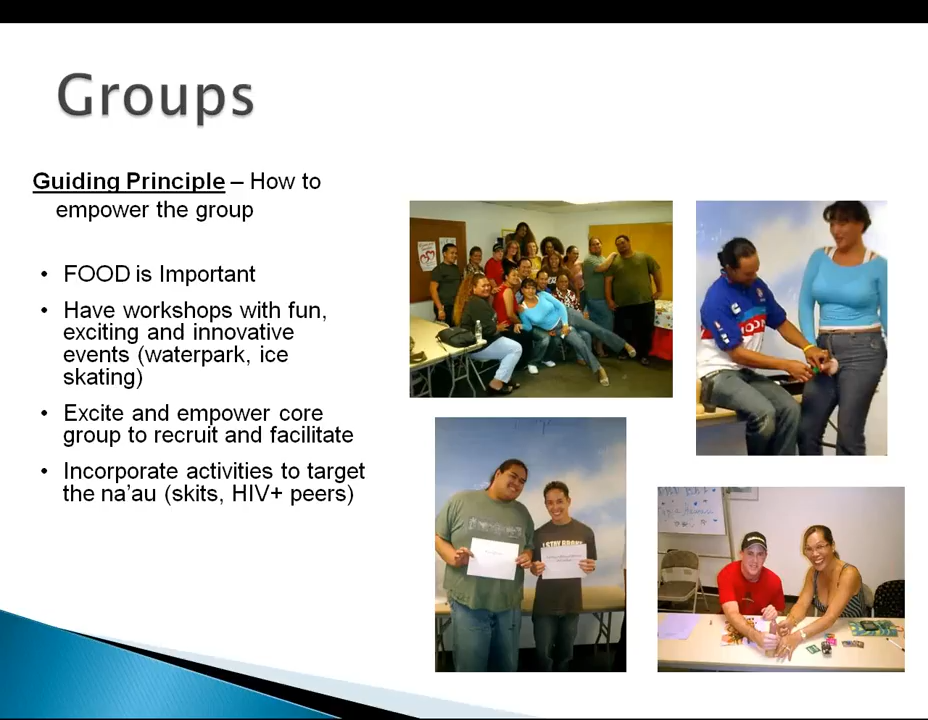 Groups
Guiding Principle – How to
empower the group
• FOOD is Important
• Have workshops with fun,
exciting and innovative
events (waterpark, ice
skating)
• Excite and empower core
group to recruit and facilitate
• Incorporate activities to target
the na’au (skits, HIV+ peers)
I STAY BROKE